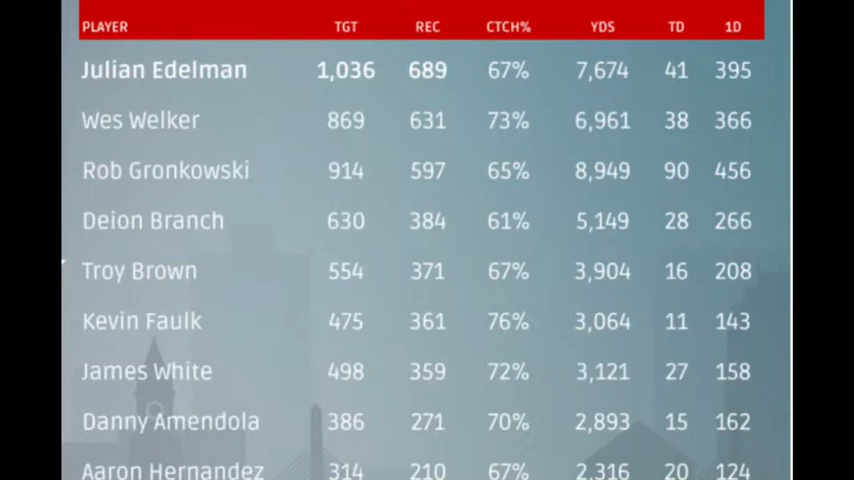 PLAYER TGT REC CTCH% YDS TD 1D
Julian Edelman 1,036 689 67% 7,674 41 395
Wes Welker 869 631 73% 6,961 38 366
Rob Gronkowski 914 597 65% 8,949 90 456
Deion Branch 630 384 61% 5,149 28 266
Troy Brown 554 371 67% 3,904 16 208
Kevin Faulk 475 361 76% 3,064 11 143
James White 498 359 72% 3,121 27 158
Danny Amendola 386 271 70% 2,893 15 162
Aaron Hernandez 314 210 67% 2,316 20 124